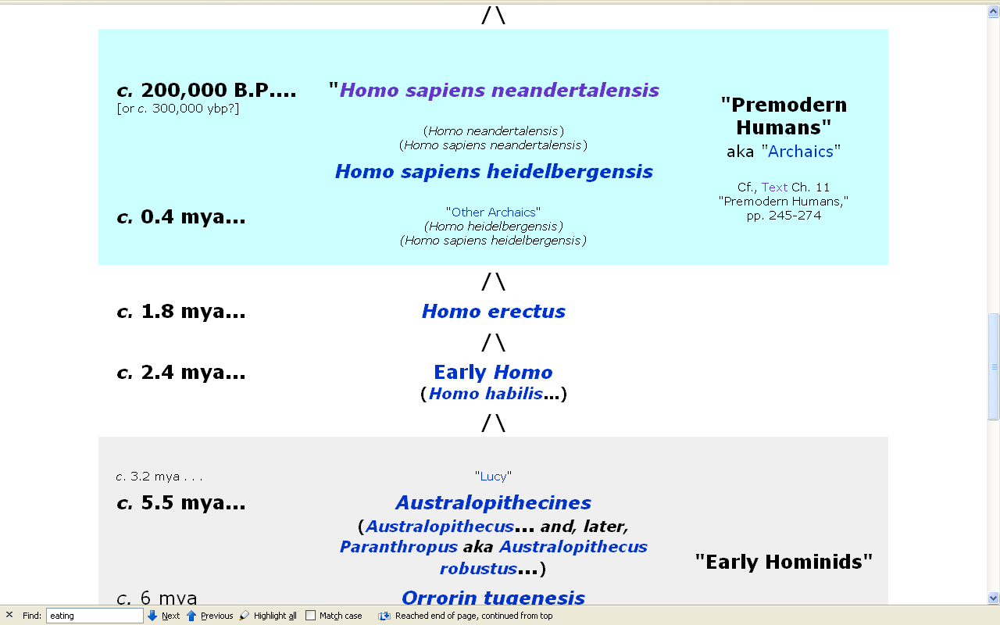 /\
c. 200,000 B.P.... "Homo sapiens neandertalensis
[or c. 300,000 ybp?]
(Homo neandertalensis)
(Homo sapiens neandertalensis)
Homo sapiens heidelbergensis
c. 0.4 mya...
"Other Archaics"
(Homo heidelbergensis)
(Homo sapiens heidelbergensis)
"Premodern
Humans"
aka "Archaics"
Cf., Text Ch. 11
"Premodern Humans,"
pp. 245-274
/\
c. 1.8 mya... Homo erectus
/\
c. 2.4 mya... Early Homo
(Homo habilis...)
/\
c. 3.2 mya . . . "Lucy"
c. 5.5 mya... Australopithecines
(Australopithecus... and, later,
Paranthropus aka Australopithecus
robustus...)
"Early Hominids"
c. 6 mya Orrorin tugenesis
Find: eating Next Previous Highlight all Match case Reached end of page, continued from top